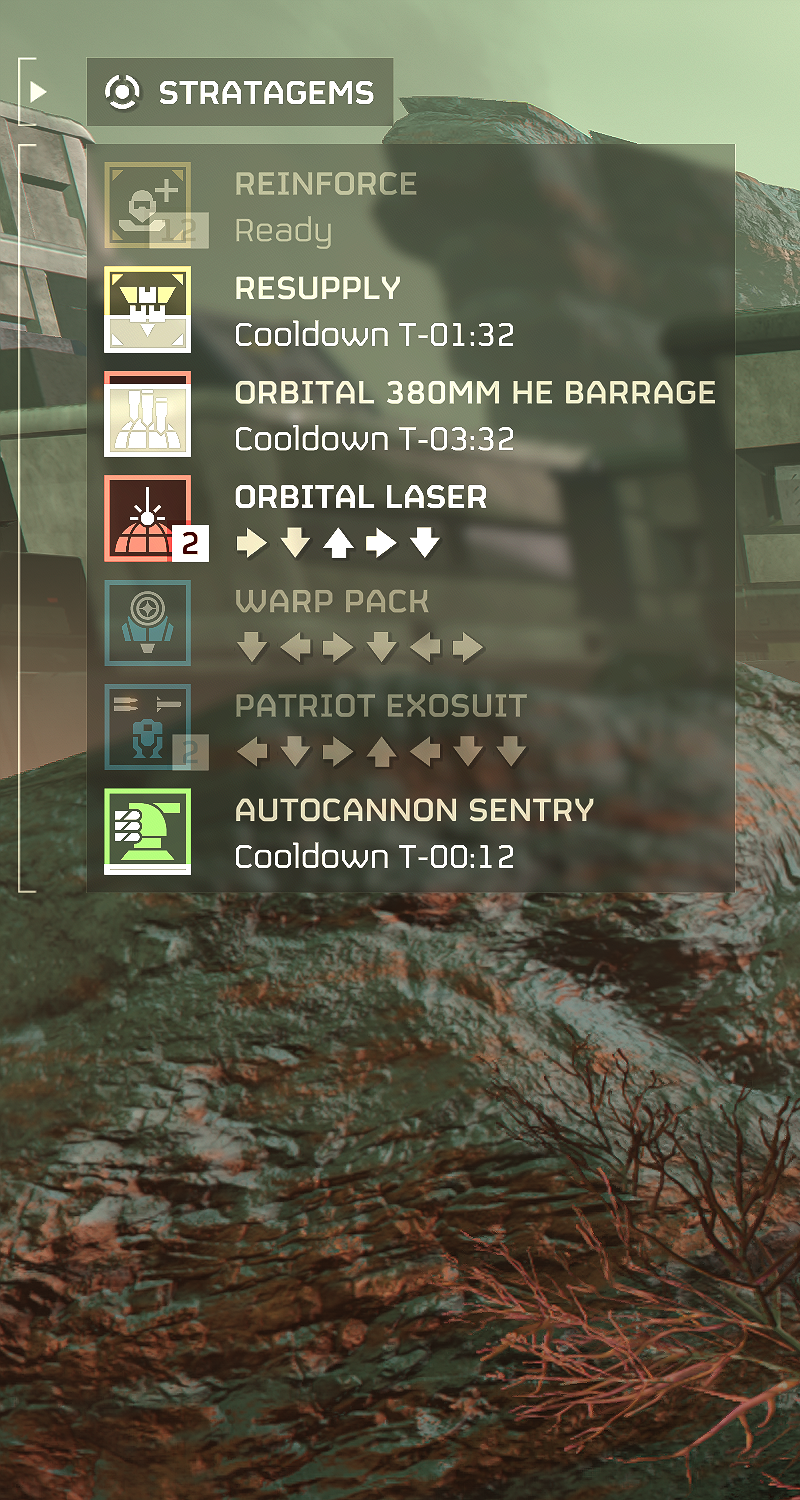 STRATAGEMS
REINFORCE
12
Ready
RESUPPLY
Cooldown T-01:32
ORBITAL 380MM HE BARRAGE
Cooldown T-03:32
ORBITAL LASER
2
WARP PACK
PATRIOT EXOSUIT
2
AUTOCANNON SENTRY
Cooldown T-00:12